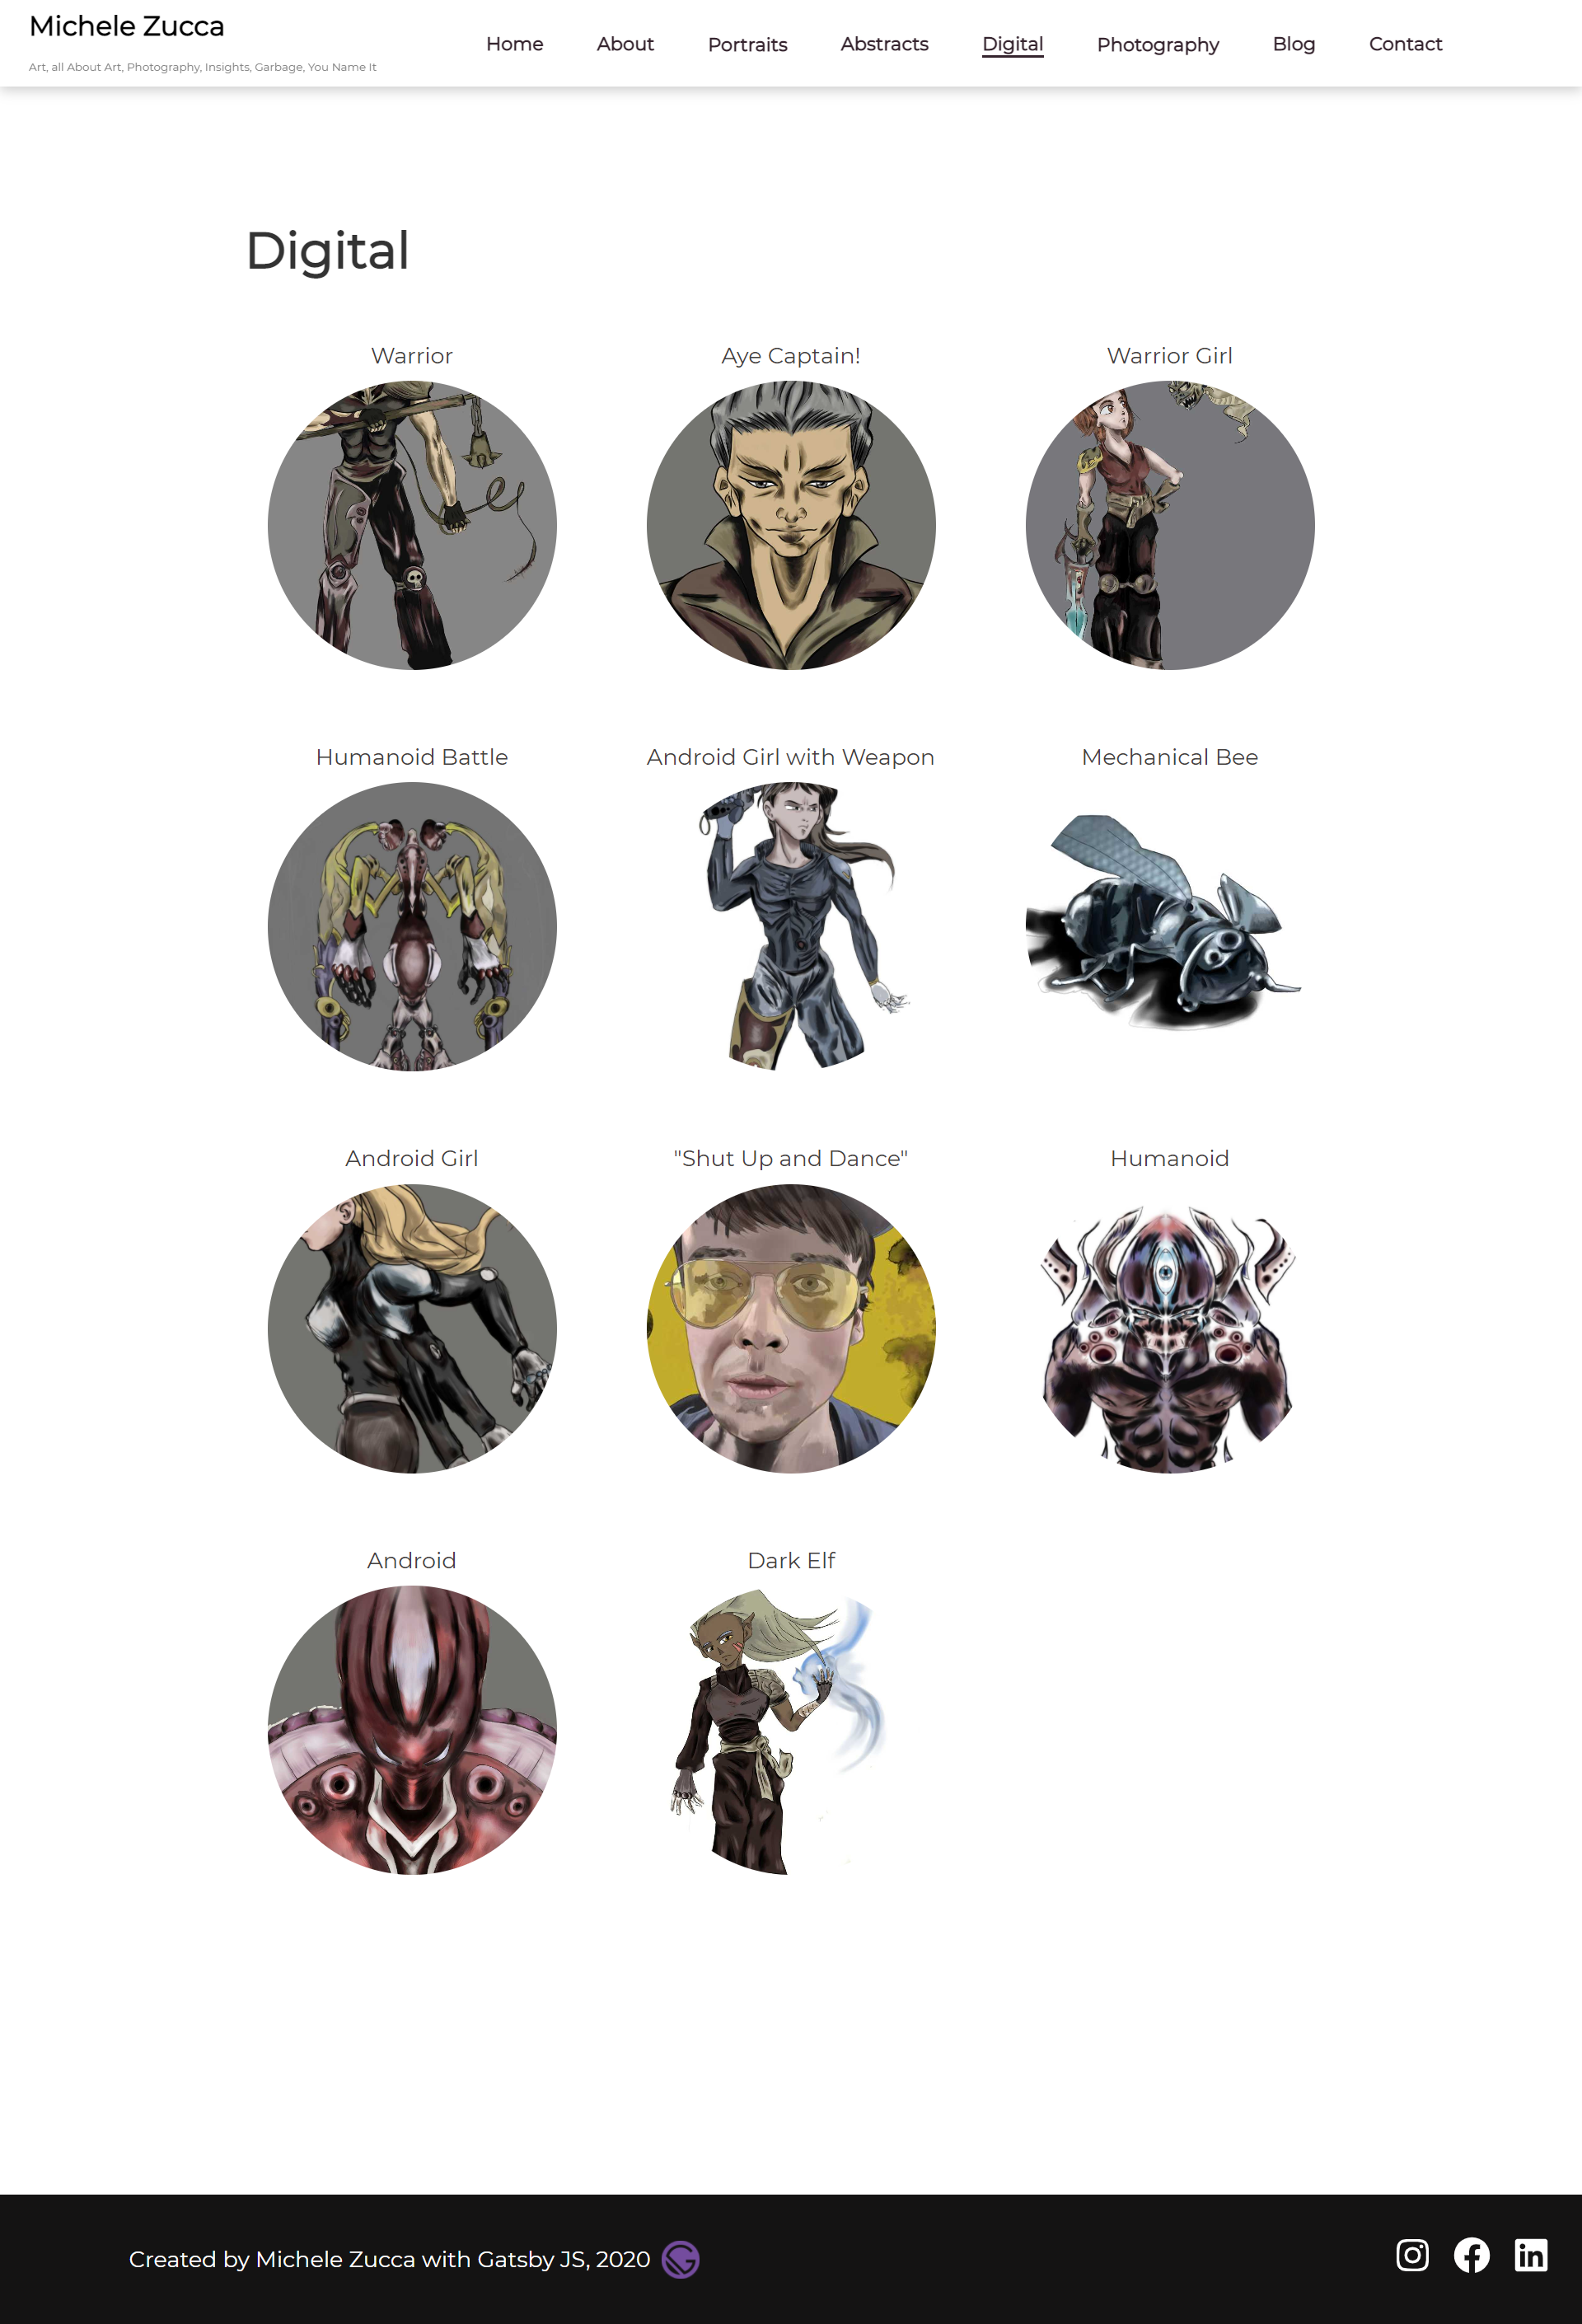 Michele Zucca
Art, all About Art, Photography, Insights, Garbage, You Name It
Home About Portraits Abstracts Digital Photography Blog Contact
Digital
Warrior
Aye Captain!
Warrior Girl
Humanoid Battle
Android Girl with Weapon
Mechanical Bee
Android Girl
"Shut Up and Dance"
Humanoid
Android
Dark Elf
Created by Michele Zucca with Gatsby JS, 2020